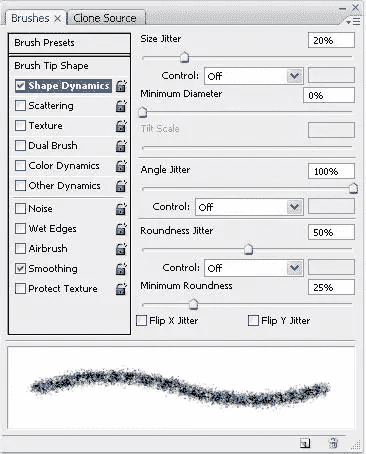 Brushes × Clone Source
Brush Presets
Brush Tip Shape
Shape Dynamics
Scattering
Texture
Dual Brush
Color Dynamics
Other Dynamics
Noise
Wet Edges
Airbrush
Smoothing
Protect Texture
Size Jitter 20%
Control: Off
Minimum Diameter 0%
Tilt Scale
Angle Jitter 100%
Control: Off
Roundness Jitter 50%
Control: Off
Minimum Roundness 25%
Flip X Jitter Flip Y Jitter